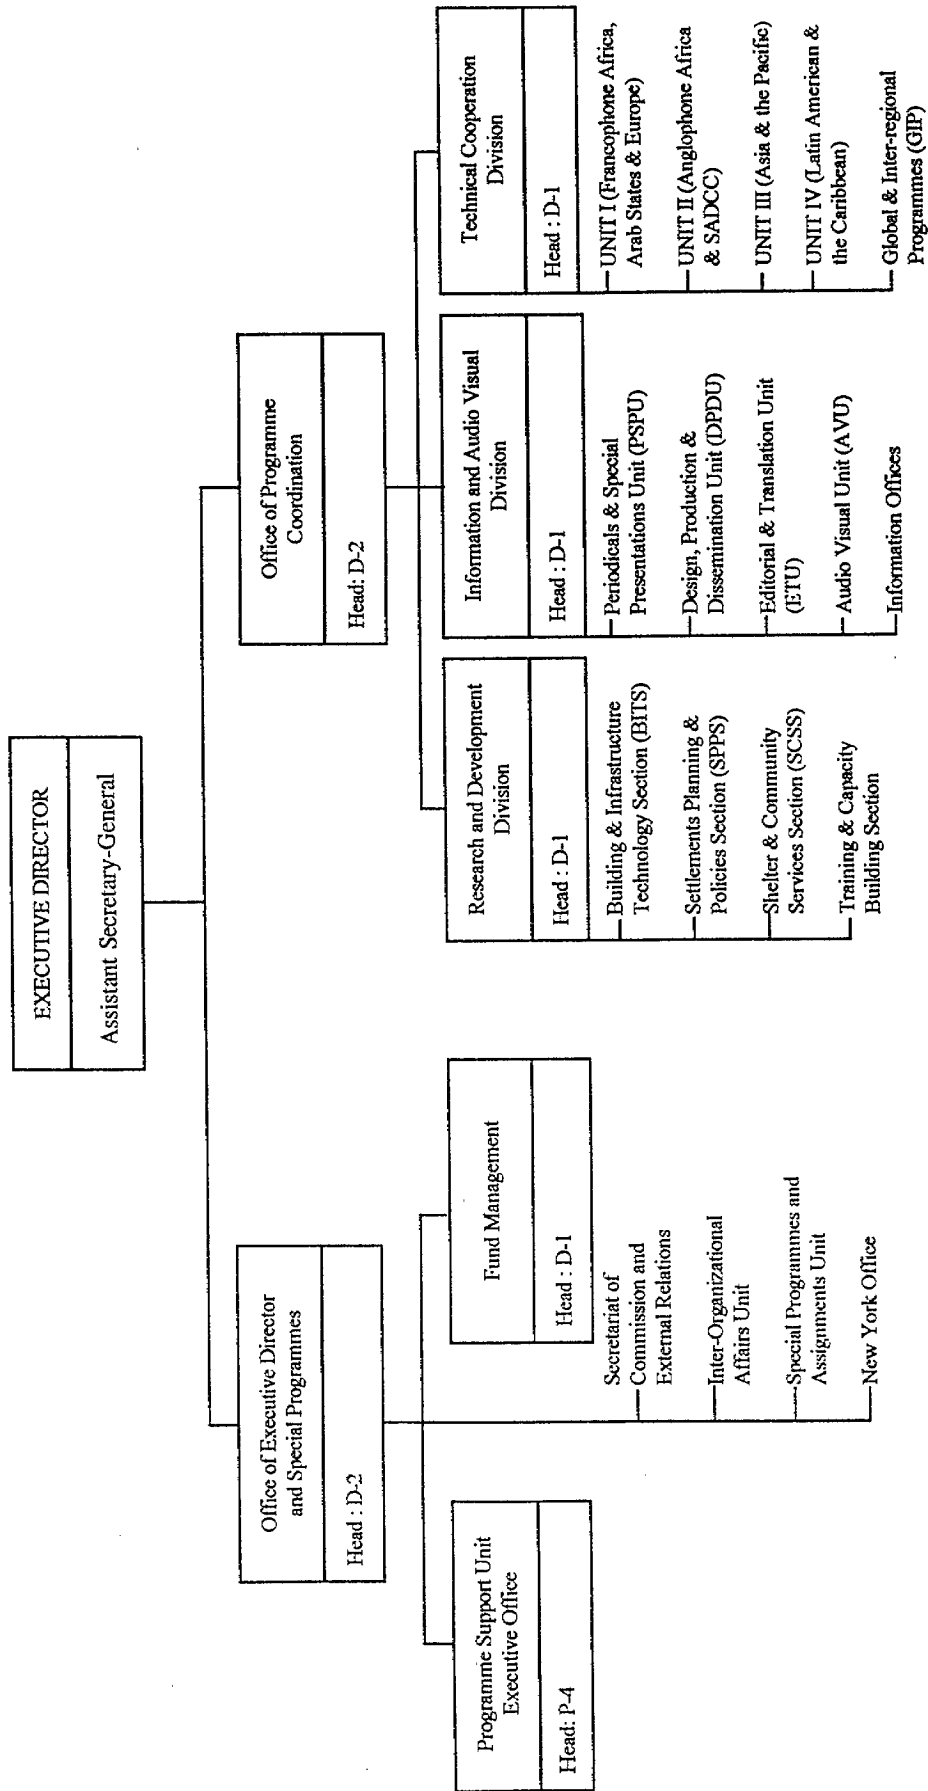 EXECUTIVE DIRECTOR
Assistant Secretary-General
Office of Executive Director
and Special Programmes
Head : D-2
Programme Support Unit
Executive Office
Head: P-4
Fund Management
Head : D-1
Secretariat of
Commission and
External Relations
Inter-Organizational
Affairs Unit
Special Programmes and
Assignments Unit
New York Office
Office of Programme
Coordination
Head: D-2
Research and Development
Division
Head : D-1
Building & Infrastructure
Technology Section (BITS)
Settlements Planning &
Policies Section (SPPS)
Shelter & Community
Services Section (SCSS)
Training & Capacity
Building Section
Information and Audio Visual
Division
Head : D-1
Periodicals & Special
Presentations Unit (PSPU)
Design, Production &
Dissemination Unit (DPDU)
Editorial & Translation Unit
(ETU)
Audio Visual Unit (AVU)
Information Offices
Technical Cooperation
Division
Head : D-1
UNIT I (Francophone Africa,
Arab States & Europe)
UNIT II (Anglophone Africa
& SADCC)
UNIT III (Asia & the Pacific)
UNIT IV (Latin American &
the Caribbean)
Global & Inter-regional
Programmes (GIP)